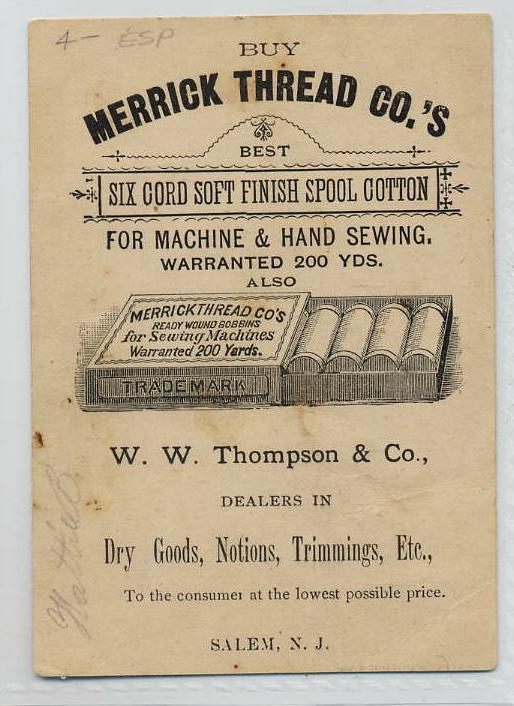 4- ESP
BUY
MERRICK THREAD CO.'S
BEST
SIX CORD SOFT FINISH SPOOL COTTON
FOR MACHINE & HAND SEWING.
WARRANTED 200 YDS.
ALSO
MERRICK THREAD CO'S
READY WOUND BOBBINS
for Sewing Machines
Warranted 200 Yards.
TRADEMARK
W. W. Thompson & Co.,
DEALERS IN
Dry Goods, Notions, Trimmings, Etc.,
To the consumer at the lowest possible price.
SALEM, N. J.